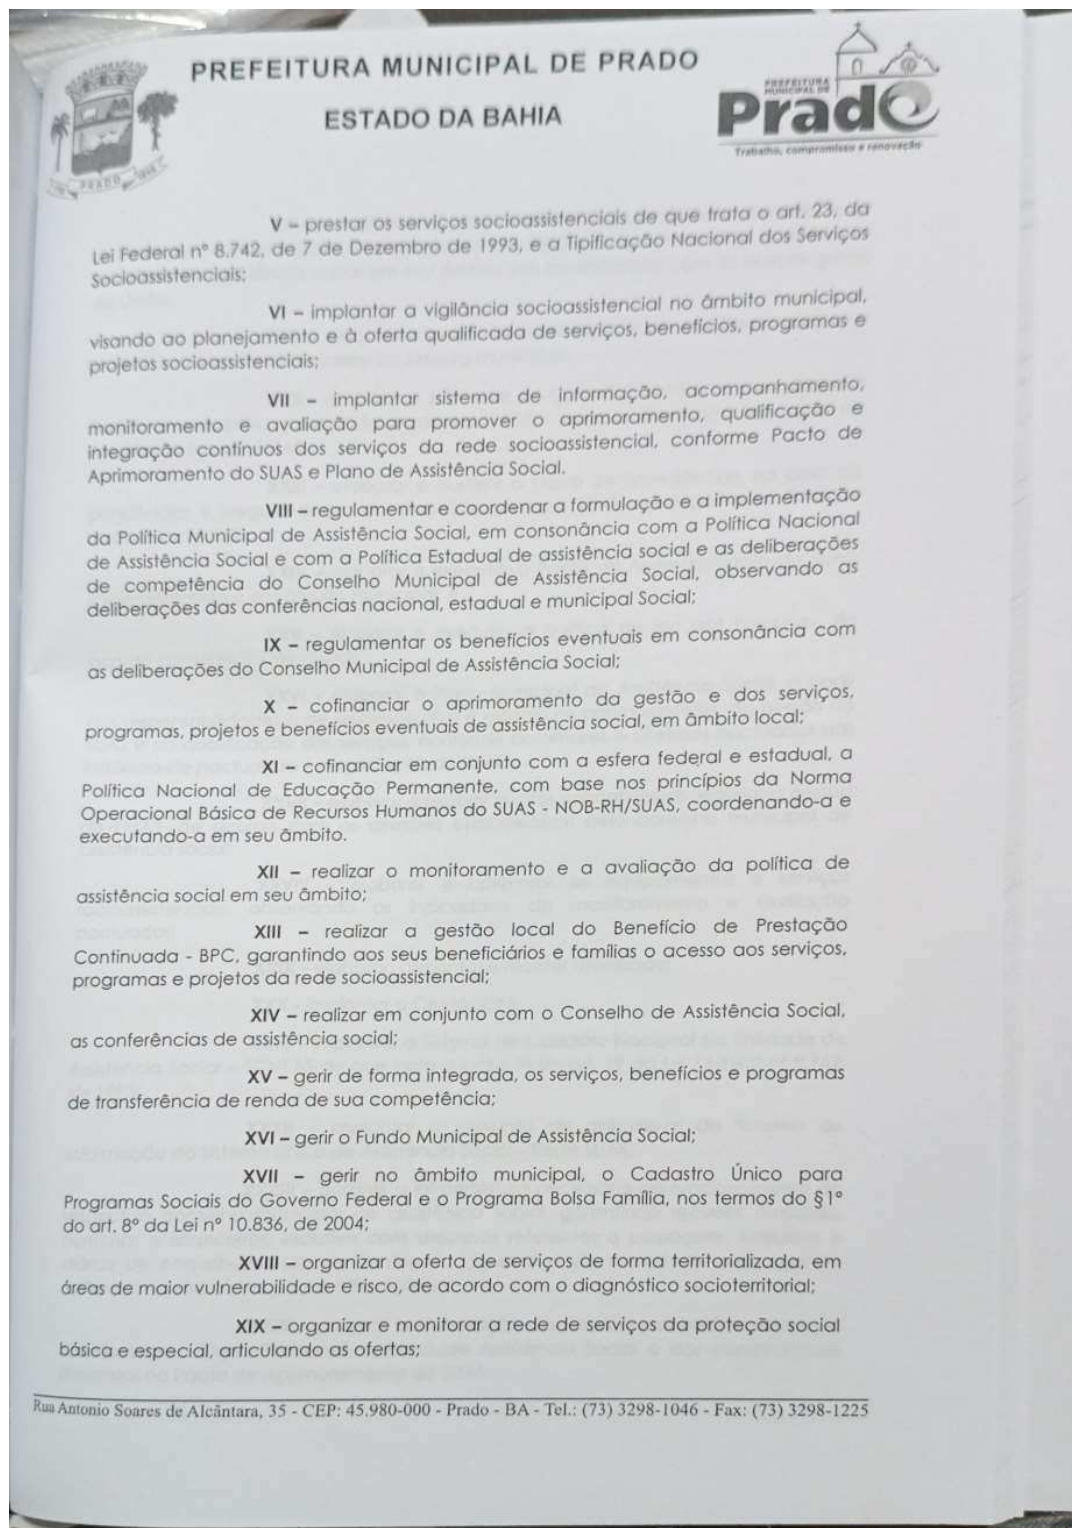 PREFEITURA MUNICIPAL DE PRADO
ESTADO DA BAHIA
PREFEITURA
MUNICIPAL DE
Prado
Trabalho, compromisso e renovação
PRADO
V – prestar os serviços socioassistenciais de que trata o art. 23, da
Lei Federal nº 8.742, de 7 de Dezembro de 1993, e a Tipificação Nacional dos Serviços
Socioassistenciais;
VI – implantar a vigilância socioassistencial no âmbito municipal,
visando ao planejamento e à oferta qualificada de serviços, benefícios, programas e
projetos socioassistenciais;
VII – implantar sistema de informação, acompanhamento,
monitoramento e avaliação para promover o aprimoramento, qualificação e
integração contínuos dos serviços da rede socioassistencial, conforme Pacto de
Aprimoramento do SUAS e Plano de Assistência Social.
VIII – regulamentar e coordenar a formulação e a implementação
da Política Municipal de Assistência Social, em consonância com a Política Nacional
de Assistência Social e com a Política Estadual de assistência social e as deliberações
de competência do Conselho Municipal de Assistência Social, observando as
deliberações das conferências nacional, estadual e municipal Social;
IX – regulamentar os benefícios eventuais em consonância com
as deliberações do Conselho Municipal de Assistência Social;
X – cofinanciar o aprimoramento da gestão e dos serviços,
programas, projetos e benefícios eventuais de assistência social, em âmbito local;
XI – cofinanciar em conjunto com a esfera federal e estadual, a
Política Nacional de Educação Permanente, com base nos princípios da Norma
Operacional Básica de Recursos Humanos do SUAS - NOB-RH/SUAS, coordenando-a e
executando-a em seu âmbito.
XII – realizar o monitoramento e a avaliação da política de
assistência social em seu âmbito;
XIII – realizar a gestão local do Benefício de Prestação
Continuada - BPC, garantindo aos seus beneficiários e famílias o acesso aos serviços,
programas e projetos da rede socioassistencial;
XIV – realizar em conjunto com o Conselho de Assistência Social,
as conferências de assistência social;
XV – gerir de forma integrada, os serviços, benefícios e programas
de transferência de renda de sua competência;
XVI – gerir o Fundo Municipal de Assistência Social;
XVII – gerir no âmbito municipal, o Cadastro Único para
Programas Sociais do Governo Federal e o Programa Bolsa Família, nos termos do §1º
do art. 8º da Lei nº 10.836, de 2004;
XVIII – organizar a oferta de serviços de forma territorializada, em
áreas de maior vulnerabilidade e risco, de acordo com o diagnóstico socioterritorial;
XIX – organizar e monitorar a rede de serviços da proteção social
básica e especial, articulando as ofertas;
Rua Antonio Soares de Alcântara, 35 - CEP: 45.980-000 - Prado - BA - Tel.: (73) 3298-1046 - Fax: (73) 3298-1225